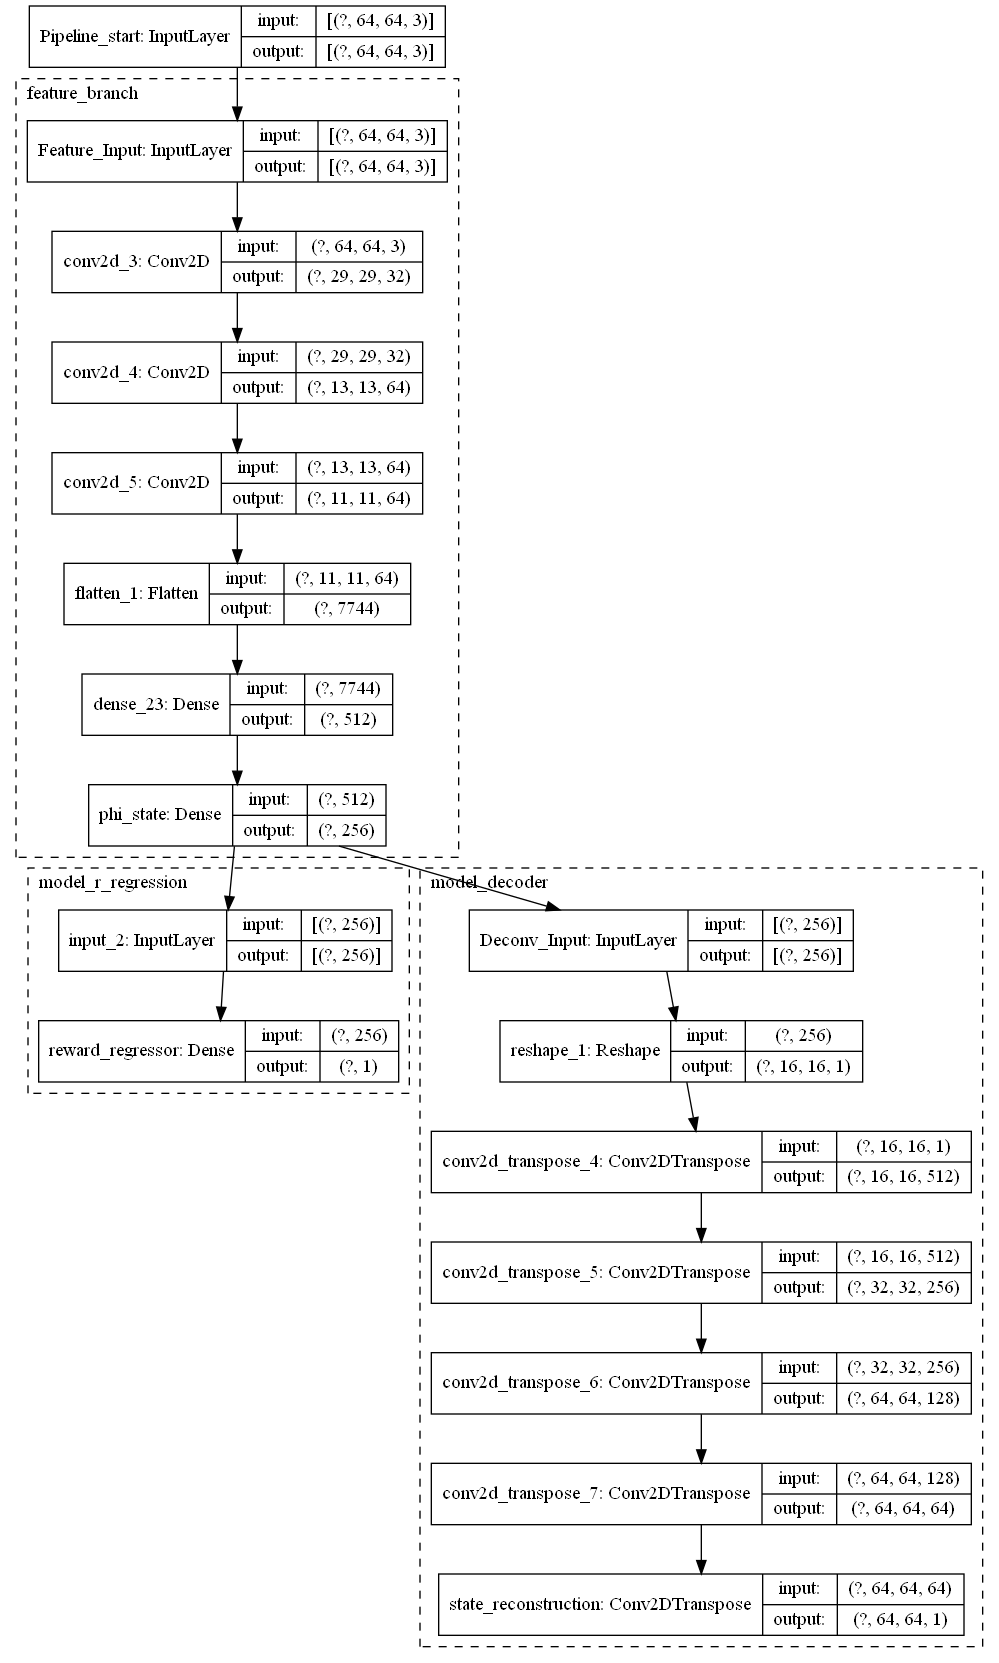 Pipeline_start: InputLayer
input: [(?, 64, 64, 3)]
output: [(?, 64, 64, 3)]
feature_branch
Feature_Input: InputLayer
input: [(?, 64, 64, 3)]
output: [(?, 64, 64, 3)]
conv2d_3: Conv2D
input: (?, 64, 64, 3)
output: (?, 29, 29, 32)
conv2d_4: Conv2D
input: (?, 29, 29, 32)
output: (?, 13, 13, 64)
conv2d_5: Conv2D
input: (?, 13, 13, 64)
output: (?, 11, 11, 64)
flatten_1: Flatten
input: (?, 11, 11, 64)
output: (?, 7744)
dense_23: Dense
input: (?, 7744)
output: (?, 512)
phi_state: Dense
input: (?, 512)
output: (?, 256)
model_r_regression
input_2: InputLayer
input: [(?, 256)]
output: [(?, 256)]
reward_regressor: Dense
input: (?, 256)
output: (?, 1)
model_decoder
Deconv_Input: InputLayer
input: [(?, 256)]
output: [(?, 256)]
reshape_1: Reshape
input: (?, 256)
output: (?, 16, 16, 1)
conv2d_transpose_4: Conv2DTranspose
input: (?, 16, 16, 1)
output: (?, 16, 16, 512)
conv2d_transpose_5: Conv2DTranspose
input: (?, 16, 16, 512)
output: (?, 32, 32, 256)
conv2d_transpose_6: Conv2DTranspose
input: (?, 32, 32, 256)
output: (?, 64, 64, 128)
conv2d_transpose_7: Conv2DTranspose
input: (?, 64, 64, 128)
output: (?, 64, 64, 64)
state_reconstruction: Conv2DTranspose
input: (?, 64, 64, 64)
output: (?, 64, 64, 1)